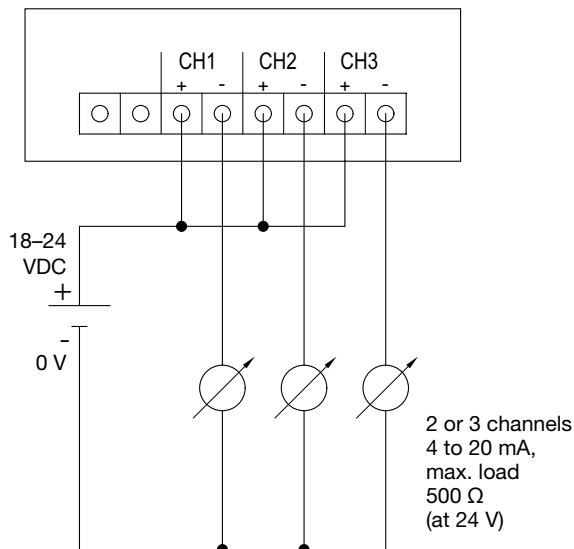 CH1 CH2 CH3
+ - + - + -
18–24
VDC
+
-
0 V
2 or 3 channels
4 to 20 mA,
max. load
500 Ω
(at 24 V)